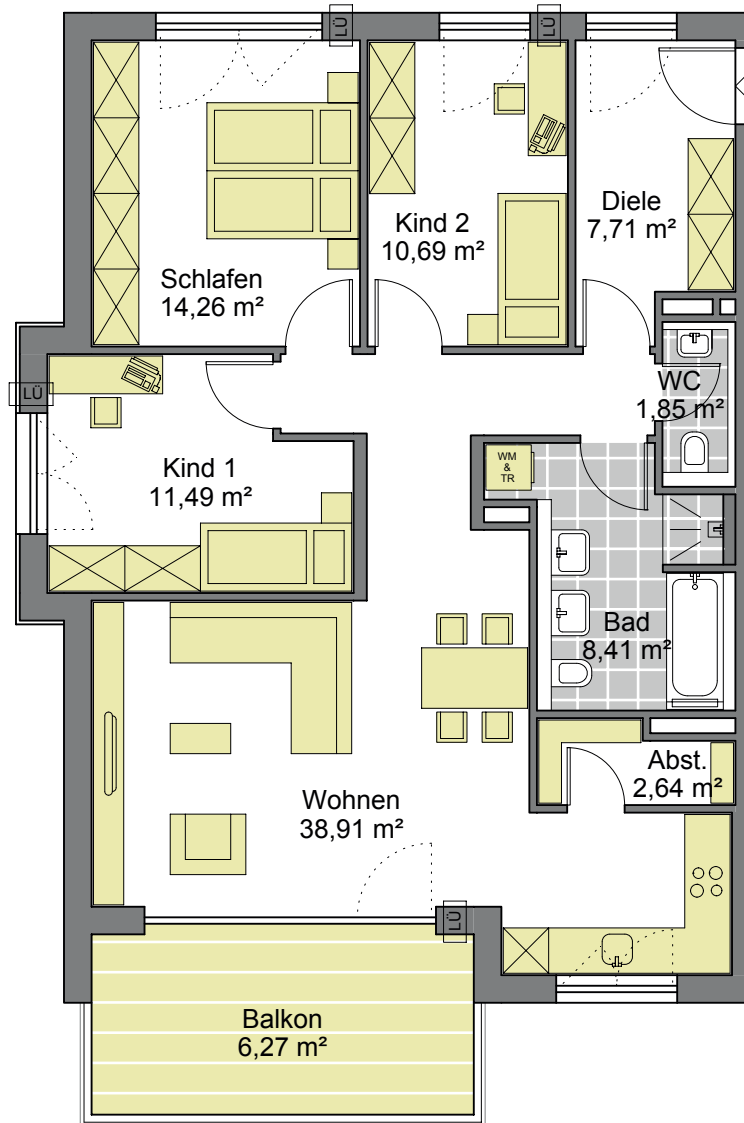 LÜ
LÜ
Schlafen
14,26 m²
Kind 2
10,69 m²
Diele
7,71 m²
LÜ
WC
1,85 m²
Kind 1
11,49 m²
WM
&
TR
Bad
8,41 m²
Abst.
2,64 m²
Wohnen
38,91 m²
LÜ
Balkon
6,27 m²